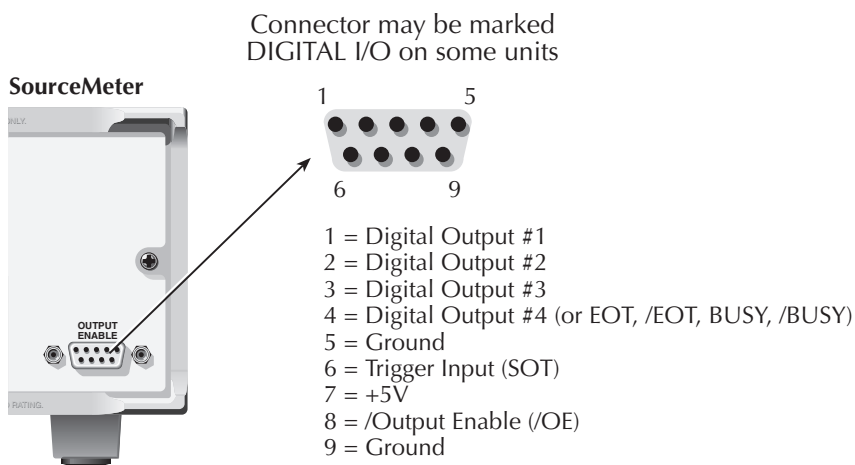 Connector may be marked
DIGITAL I/O on some units
SourceMeter
1
5
ONLY.
6
9
1 = Digital Output #1
2 = Digital Output #2
3 = Digital Output #3
4 = Digital Output #4 (or EOT, /EOT, BUSY, /BUSY)
5 = Ground
6 = Trigger Input (SOT)
7 = +5V
8 = /Output Enable (/OE)
9 = Ground
OUTPUT
ENABLE
RATING.